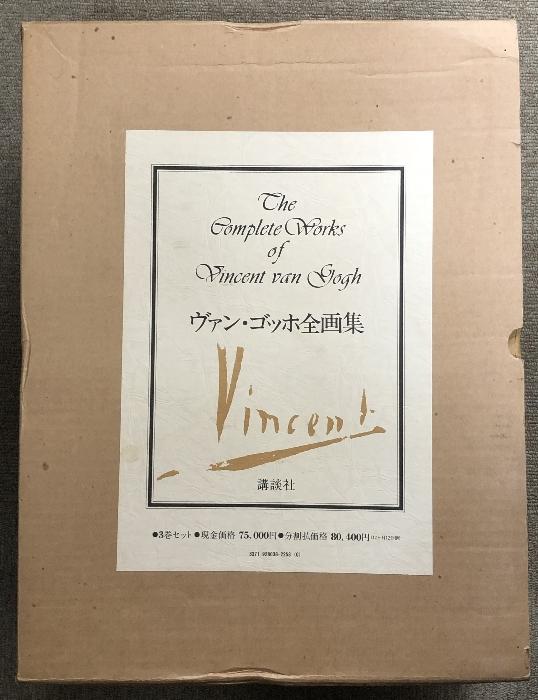 The
Complete Works
of
Vincent van Gogh
ヴァン・ゴッホ全画集
Vincent
講談社
●3巻セット●現金価格 75,000円●分割払価格 80,400円